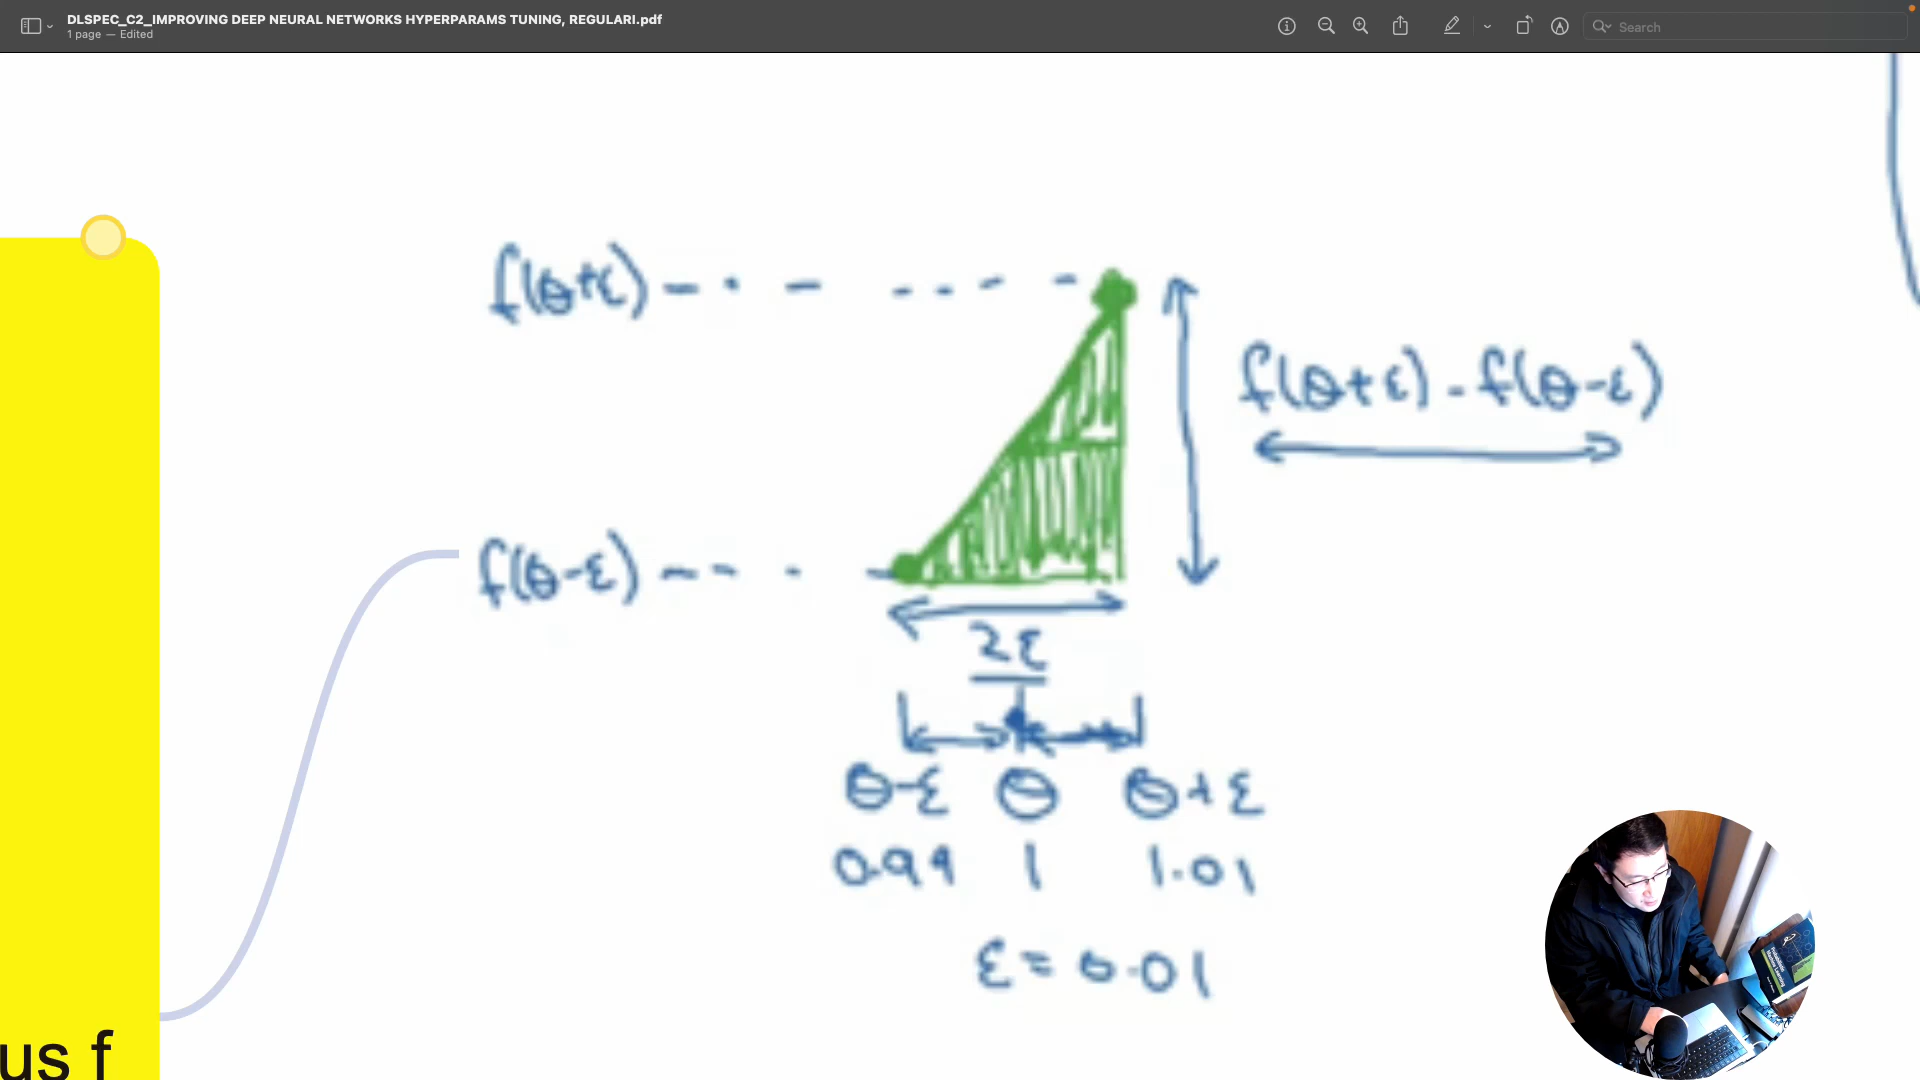 DLSPEC_C2_IMPROVING DEEP NEURAL NETWORKS HYPERPARAMS TUNING, REGULARI.pdf
1 page — Edited
Search
f(θ+ε)
f(θ+ε) - f(θ-ε)
f(θ-ε)
2ε
θ-ε θ θ+ε
0.99 1 1.01
ε = 0.01
us f